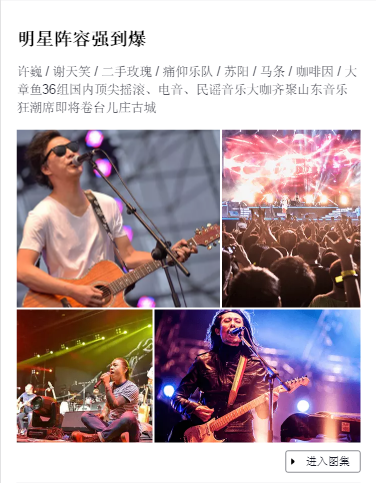 明星阵容强到爆
许巍 / 谢天笑 / 二手玫瑰 / 痛仰乐队 / 苏阳 / 马条 / 咖啡因 / 大
章鱼36组国内顶尖摇滚、电音、民谣音乐大咖齐聚山东音乐
狂潮席即将卷台儿庄古城
进入图集